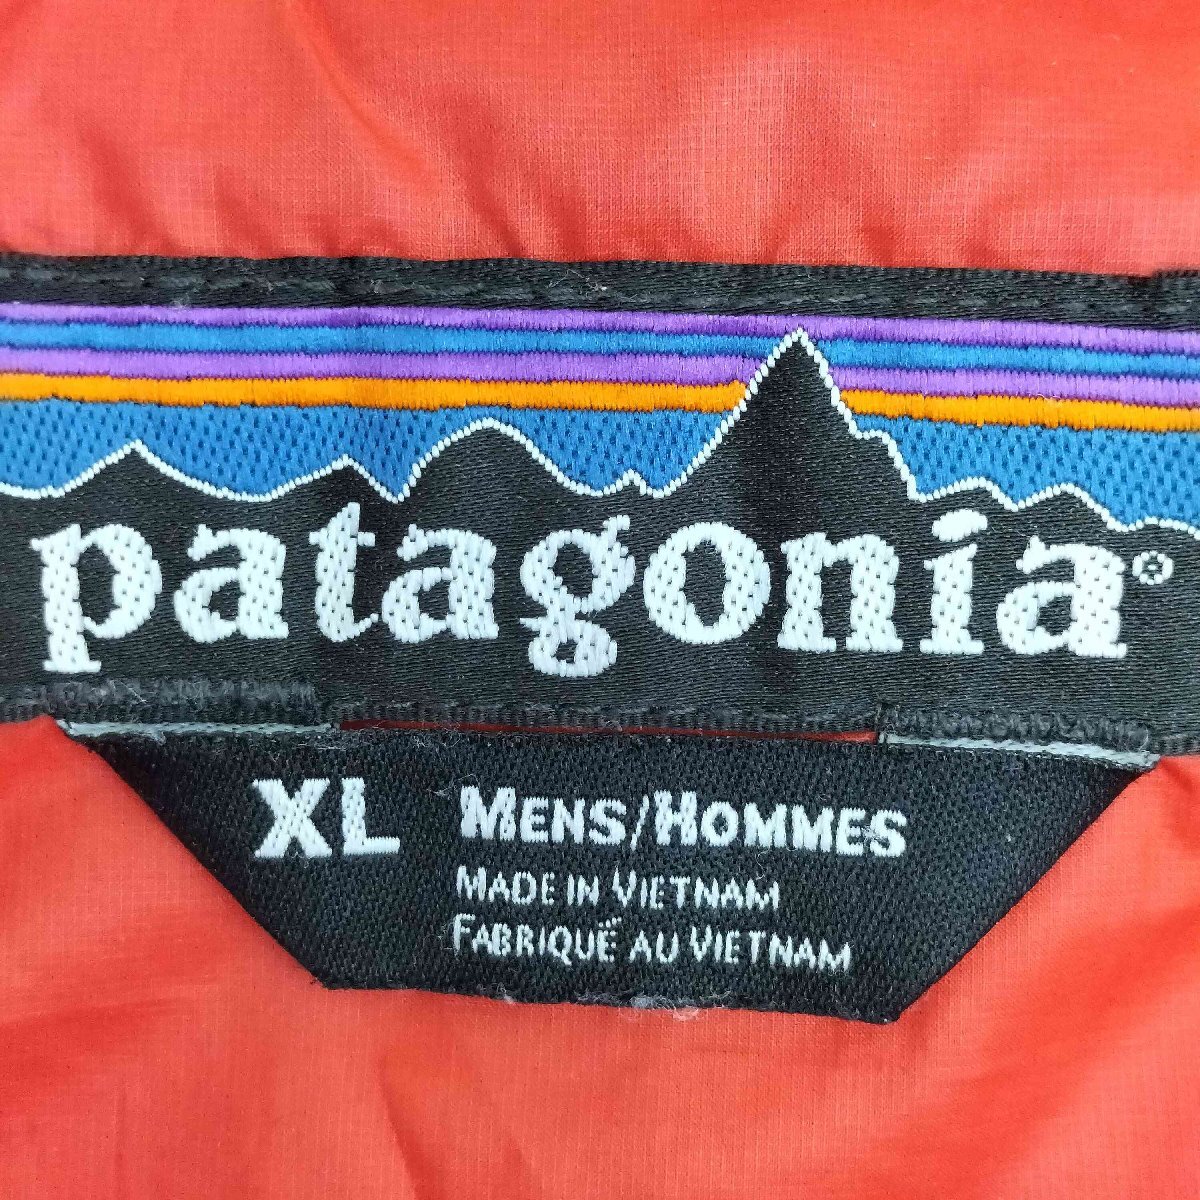 patagonia®
XL MENS/HOMMES
MADE IN VIETNAM
FABRIQUÉ AU VIETNAM